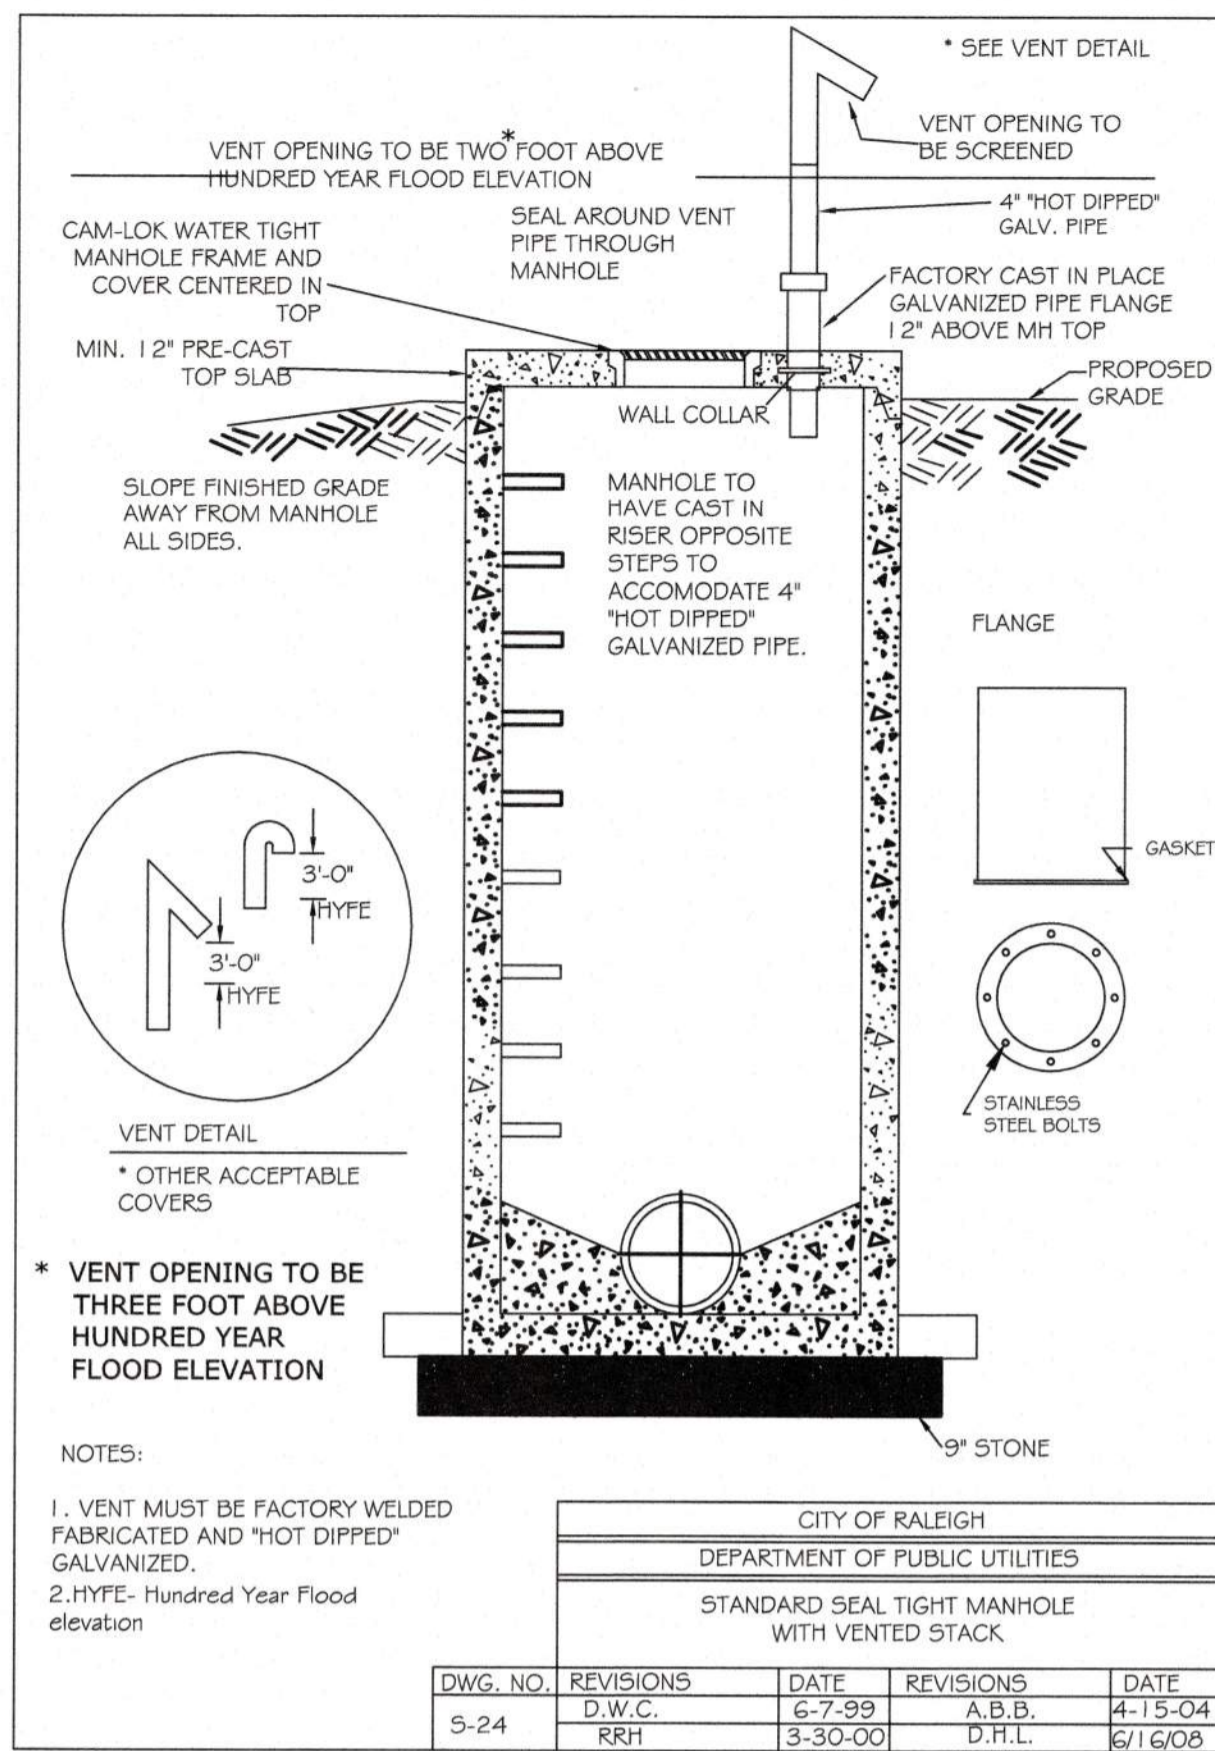 * SEE VENT DETAIL
VENT OPENING TO
BE SCREENED
VENT OPENING TO BE TWO* FOOT ABOVE
HUNDRED YEAR FLOOD ELEVATION
4" "HOT DIPPED"
GALV. PIPE
SEAL AROUND VENT
PIPE THROUGH
MANHOLE
CAM-LOK WATER TIGHT
MANHOLE FRAME AND
COVER CENTERED IN
TOP
FACTORY CAST IN PLACE
GALVANIZED PIPE FLANGE
12" ABOVE MH TOP
MIN. 12" PRE-CAST
TOP SLAB
PROPOSED
GRADE
WALL COLLAR
SLOPE FINISHED GRADE
AWAY FROM MANHOLE
ALL SIDES.
MANHOLE TO
HAVE CAST IN
RISER OPPOSITE
STEPS TO
ACCOMODATE 4"
"HOT DIPPED"
GALVANIZED PIPE.
FLANGE
GASKET
3'-0"
HYFE
3'-0"
HYFE
STAINLESS
STEEL BOLTS
VENT DETAIL
* OTHER ACCEPTABLE
COVERS
* VENT OPENING TO BE
THREE FOOT ABOVE
HUNDRED YEAR
FLOOD ELEVATION
9" STONE
NOTES:
1. VENT MUST BE FACTORY WELDED
FABRICATED AND "HOT DIPPED"
GALVANIZED.
2.HYFE- Hundred Year Flood
elevation
CITY OF RALEIGH
DEPARTMENT OF PUBLIC UTILITIES
STANDARD SEAL TIGHT MANHOLE
WITH VENTED STACK
DWG. NO. REVISIONS DATE REVISIONS DATE
S-24
D.W.C. 6-7-99 A.B.B. 4-15-04
RRH 3-30-00 D.H.L. 6/16/08